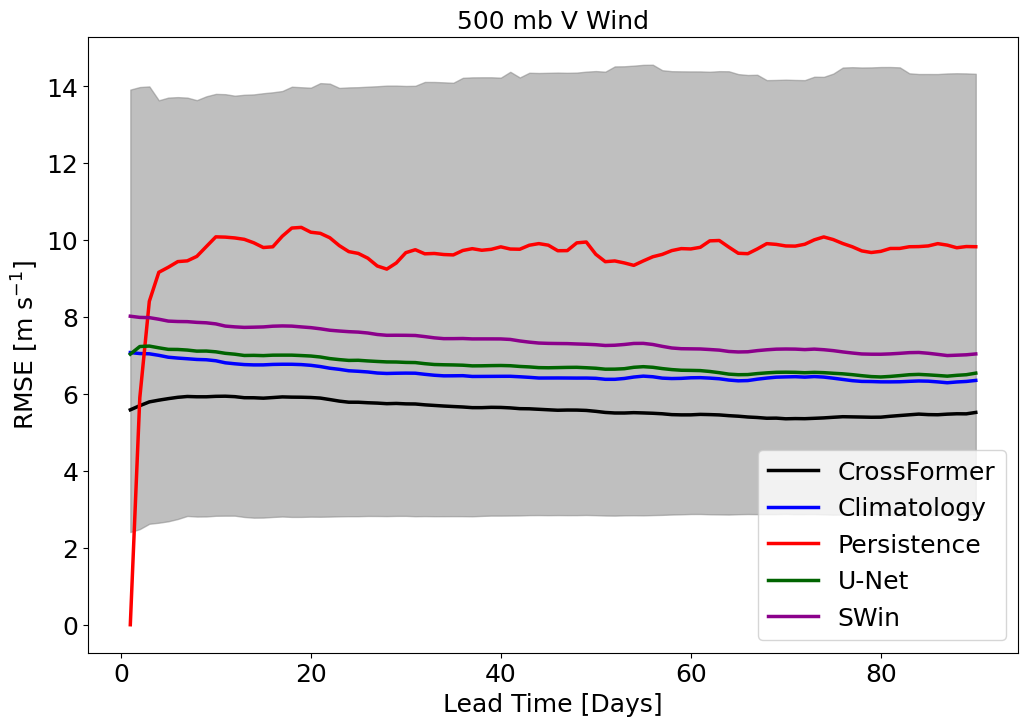 500 mb V Wind
RMSE [m s⁻¹]
14
12
10
8
6
4
2
0
CrossFormer
Climatology
Persistence
U-Net
SWin
0 20 40 60 80
Lead Time [Days]